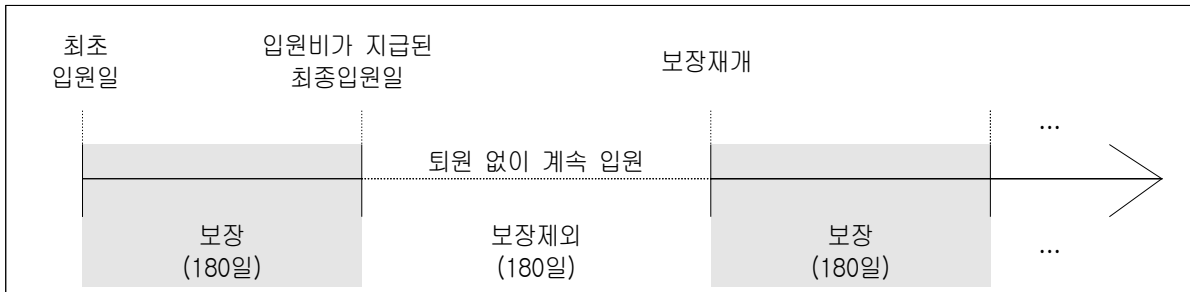 최초
입원일
입원비가 지급된
최종입원일
보장재개
...
퇴원 없이 계속 입원
보장
(180일)
보장제외
(180일)
보장
(180일)
...